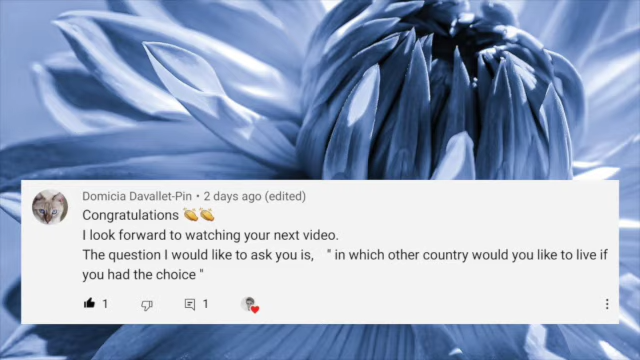 Domicia Davallet-Pin • 2 days ago (edited)
Congratulations 👏👏
I look forward to watching your next video.
The question I would like to ask you is, " in which other country would you like to live if
you had the choice "
1 1